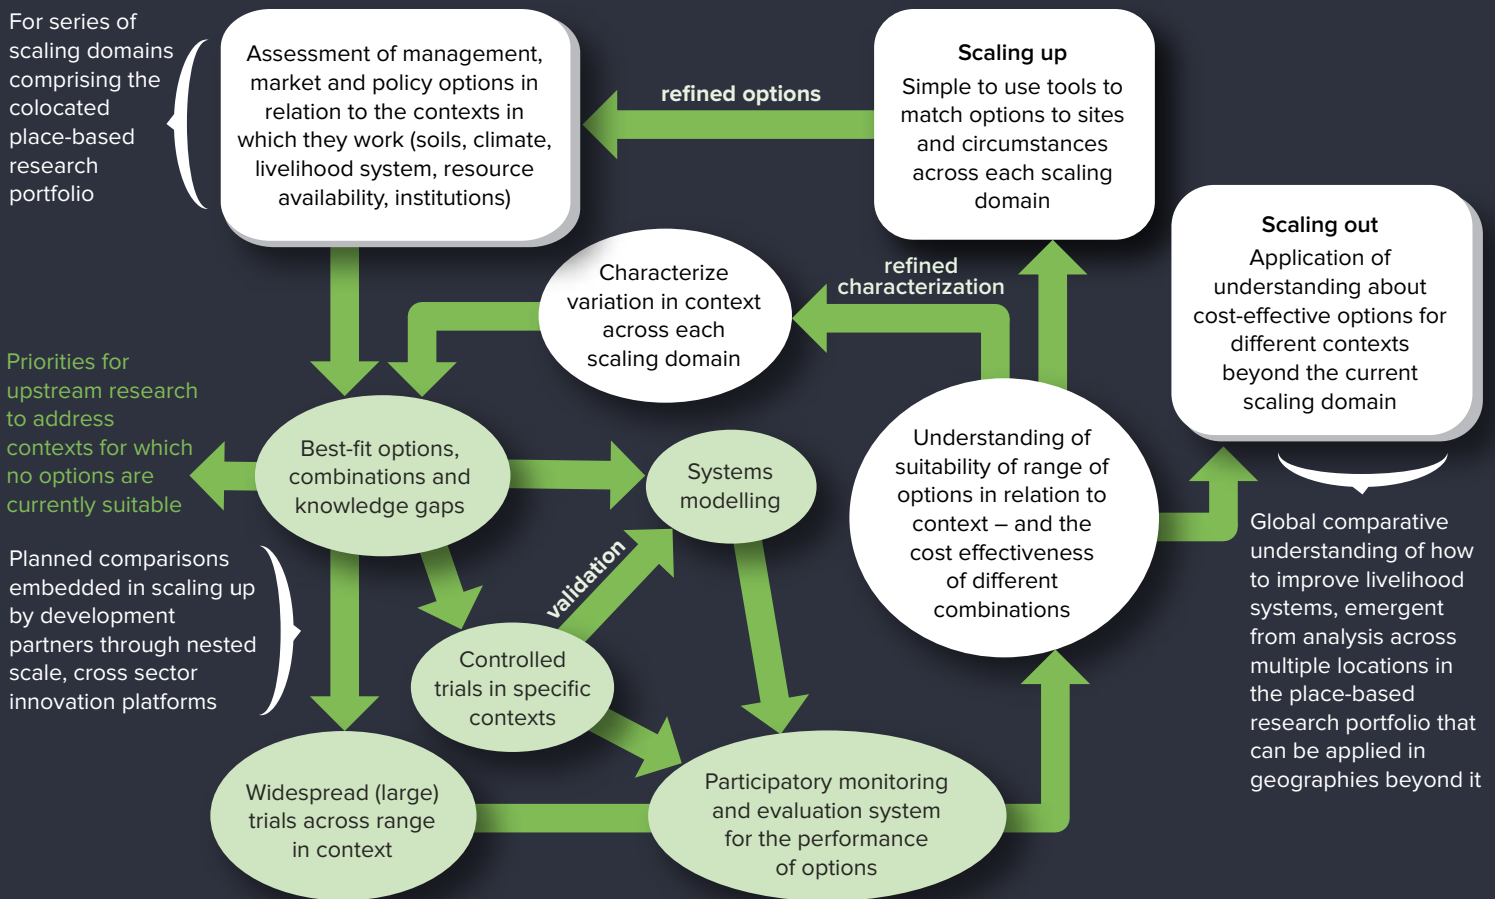 For series of
scaling domains
comprising the
colocated
place-based
research
portfolio
Assessment of management,
market and policy options in
relation to the contexts in
which they work (soils, climate,
livelihood system, resource
availability, institutions)
refined options
Scaling up
Simple to use tools to
match options to sites
and circumstances
across each scaling
domain
Scaling out
Application of
understanding about
cost-effective options for
different contexts
beyond the current
scaling domain
Characterize
variation in context
across each
scaling domain
refined
characterization
Priorities for
upstream research
to address
contexts for which
no options are
currently suitable
Best-fit options,
combinations and
knowledge gaps
Systems
modelling
Understanding of
suitability of range of
options in relation to
context – and the
cost effectiveness
of different
combinations
Global comparative
understanding of how
to improve livelihood
systems, emergent
from analysis across
multiple locations in
the place-based
research portfolio that
can be applied in
geographies beyond it
Planned comparisons
embedded in scaling up
by development
partners through nested
scale, cross sector
innovation platforms
validation
Controlled
trials in specific
contexts
Widespread (large)
trials across range
in context
Participatory monitoring
and evaluation system
for the performance
of options